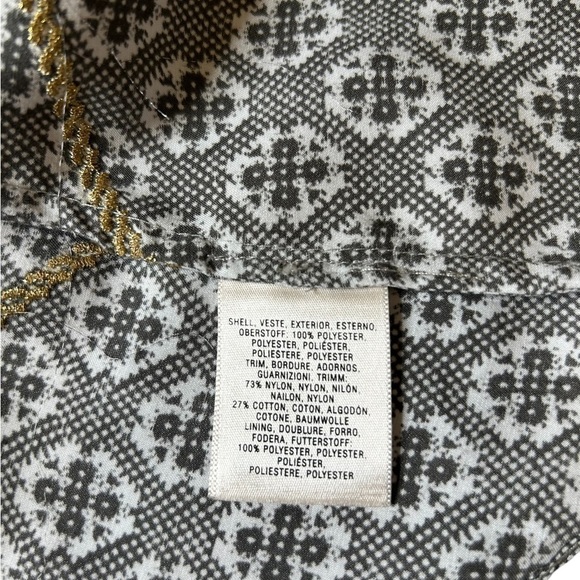 SHELL, VESTE, EXTERIOR, ESTERNO,
OBERSTOFF: 100% POLYESTER,
POLYESTER, POLIÉSTER,
POLIESTERE, POLYESTER
TRIM, BORDURE, ADORNOS,
GUARNIZIONI, TRIMM:
73% NYLON, NYLON, NILÓN,
NAILON, NYLON
27% COTTON, COTON, ALGODÓN,
COTONE, BAUMWOLLE
LINING, DOUBLURE, FORRO,
FODERA, FUTTERSTOFF:
100% POLYESTER, POLYESTER,
POLIÉSTER,
POLIESTERE, POLYESTER